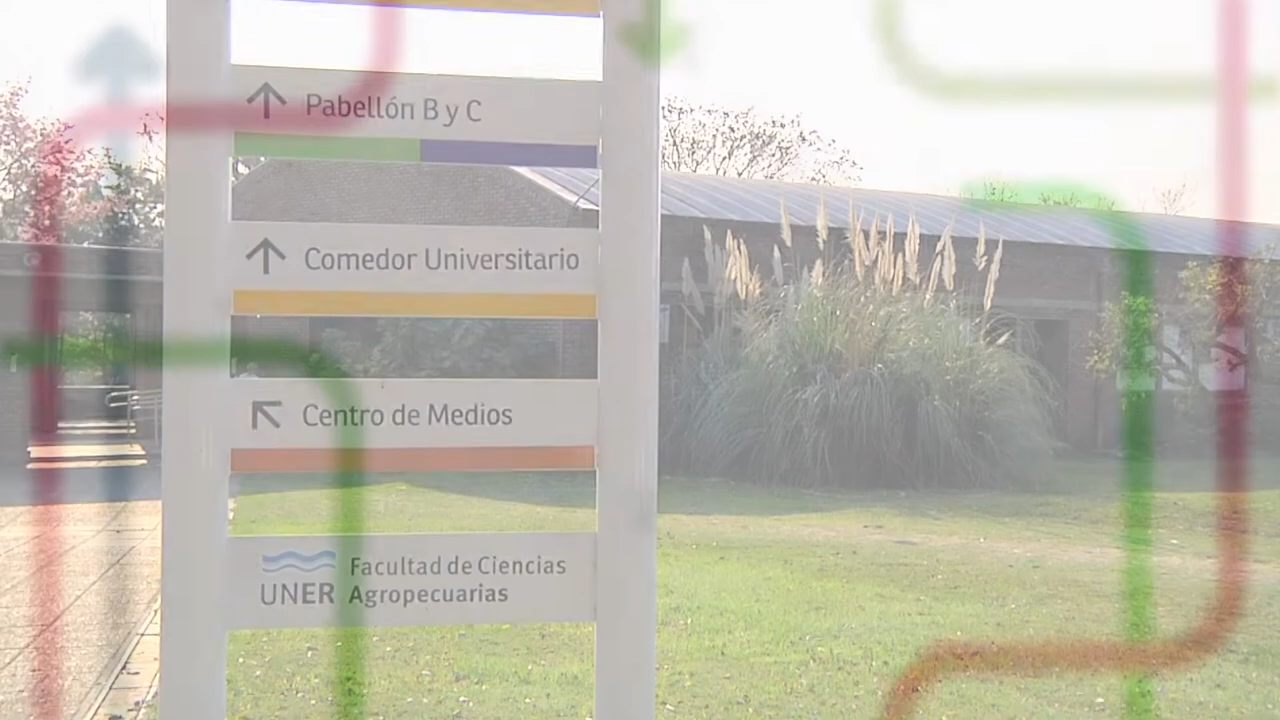 Pabellón B y C
Comedor Universitario
Centro de Medios
UNER
Facultad de Ciencias
Agropecuarias